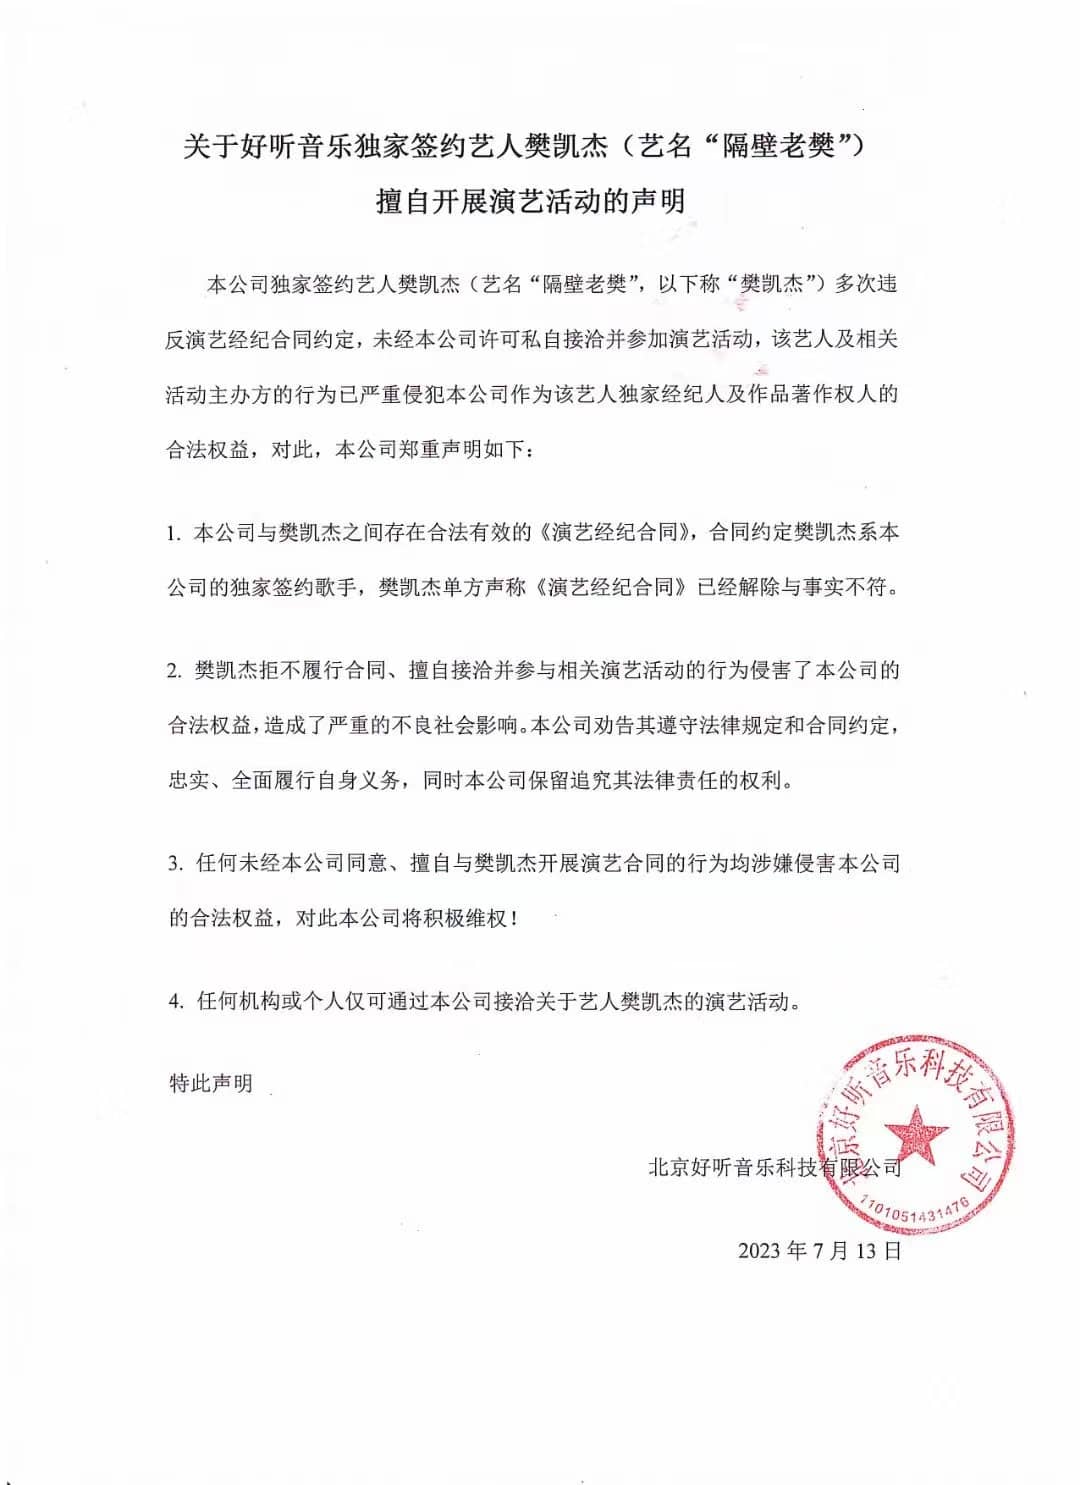 关于好听音乐独家签约艺人樊凯杰（艺名“隔壁老樊”）
擅自开展演艺活动的声明
本公司独家签约艺人樊凯杰（艺名“隔壁老樊”，以下称“樊凯杰”）多次违
反演艺经纪合同约定，未经本公司许可私自接洽并参加演艺活动，该艺人及相关
活动主办方的行为已严重侵犯本公司作为该艺人独家经纪人及作品著作权人的
合法权益，对此，本公司郑重声明如下：
1. 本公司与樊凯杰之间存在合法有效的《演艺经纪合同》，合同约定樊凯杰系本
公司的独家签约歌手，樊凯杰单方声称《演艺经纪合同》已经解除与事实不符。
2. 樊凯杰拒不履行合同、擅自接洽并参与相关演艺活动的行为侵害了本公司的
合法权益，造成了严重的不良社会影响。本公司劝告其遵守法律规定和合同约定，
忠实、全面履行自身义务，同时本公司保留追究其法律责任的权利。
3. 任何未经本公司同意、擅自与樊凯杰开展演艺合同的行为均涉嫌侵害本公司
的合法权益，对此本公司将积极维权！
4. 任何机构或个人仅可通过本公司接洽关于艺人樊凯杰的演艺活动。
特此声明
北京好听音乐科技有限公司
北京好听音乐科技有限公司
1101051431476
2023 年 7 月 13 日